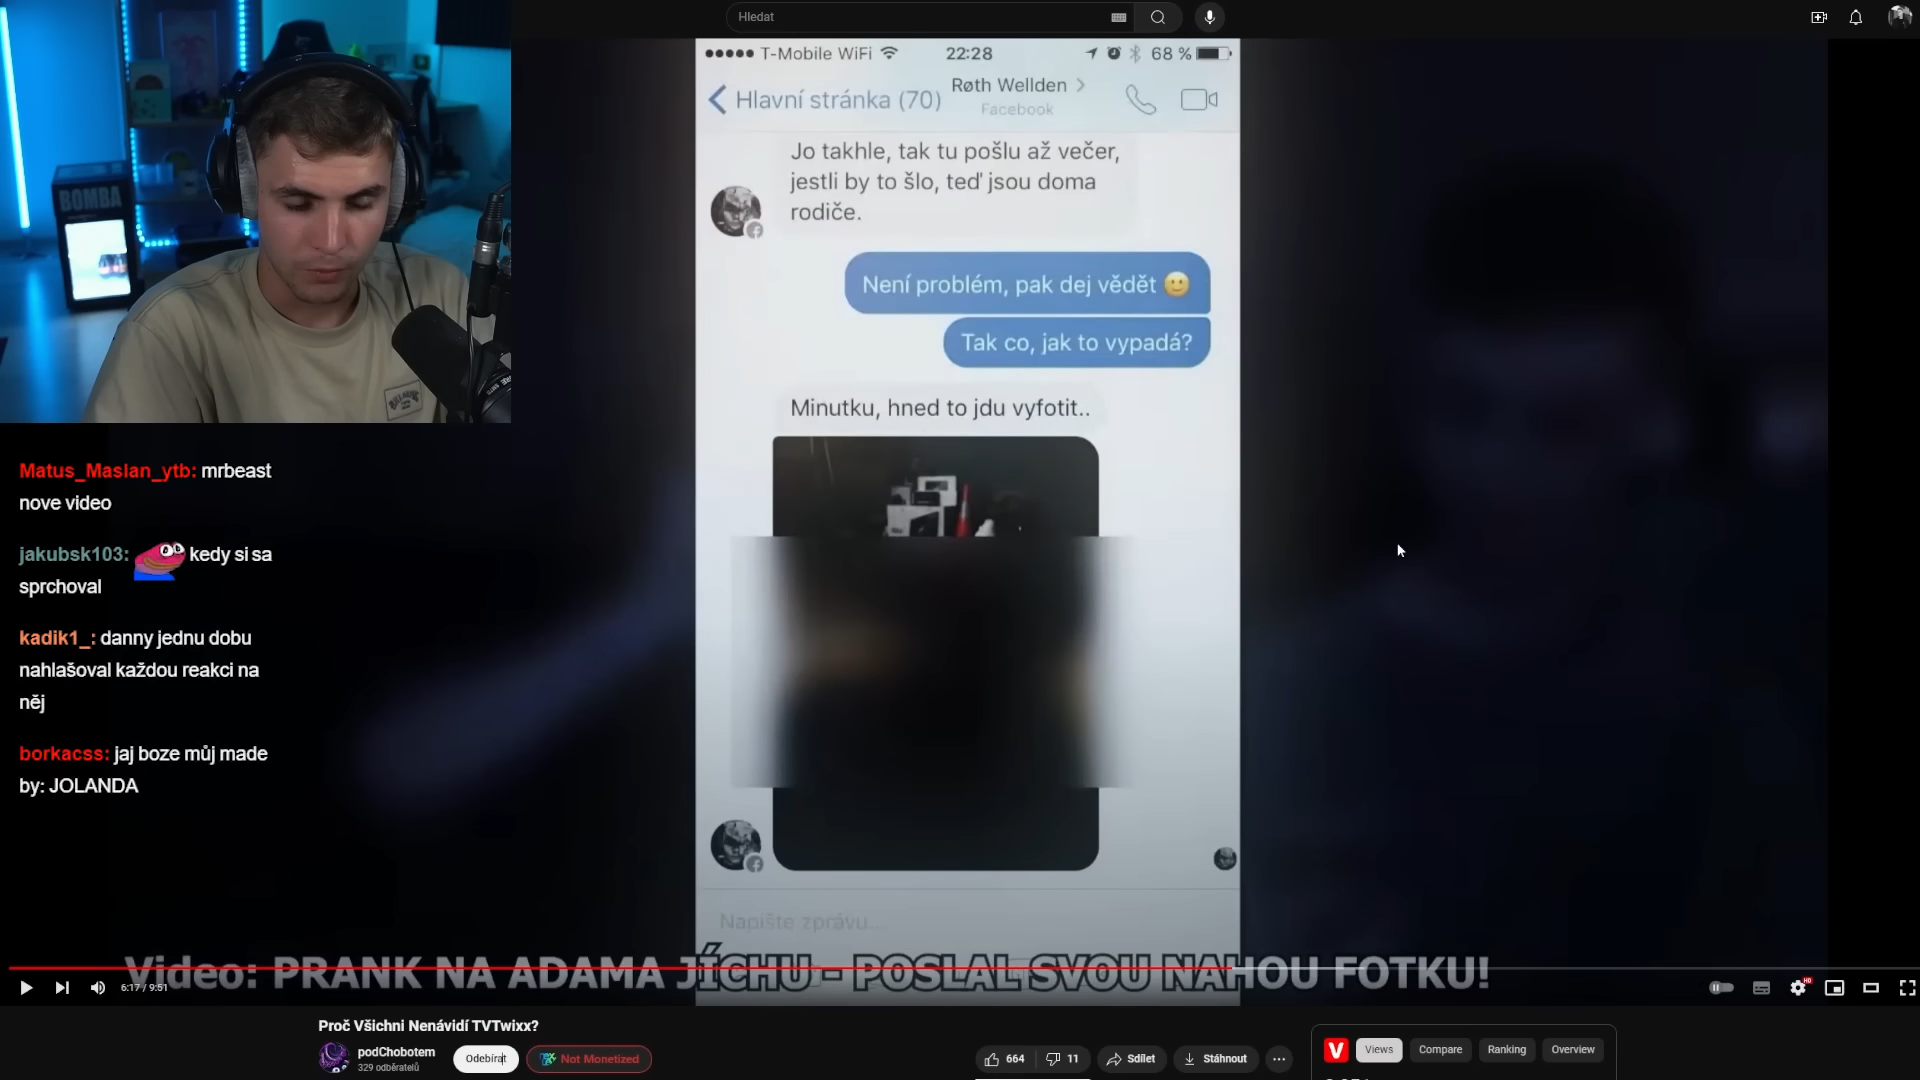 Hledat
BOMBA
T-Mobile WiFi 22:28 68 %
Hlavní stránka (70) Røth Wellden
Facebook
Jo takhle, tak tu pošlu až večer,
jestli by to šlo, teď jsou doma
rodiče.
Není problém, pak dej vědět
Tak co, jak to vypadá?
Minutku, hned to jdu vyfotit..
Napište zprávu...
Matus_Maslan_ytb: mrbeast
nove video
jakubsk103: kedy si sa
sprchoval
kadik1_: danny jednu dobu
nahlašoval každou reakci na
něj
borkacss: jaj boze můj made
by: JOLANDA
Video: PRANK NA ADAMA JÍCHU - POSLAL SVOU NAHOU FOTKU!
6:17 / 9:51
HD
Proč Všichni Nenávidí TVTwixx?
podChobotem
329 odběratelů
Odebírat
Not Monetized
664
11
Sdílet
Stáhnout
Views
Compare
Ranking
Overview